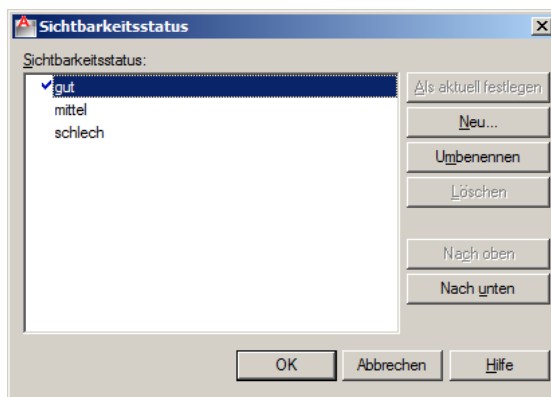 Sichtbarkeitsstatus
Sichtbarkeitsstatus:
gut
mittel
schlech
Als aktuell festlegen
Neu...
Umbenennen
Löschen
Nach oben
Nach unten
OK
Abbrechen
Hilfe